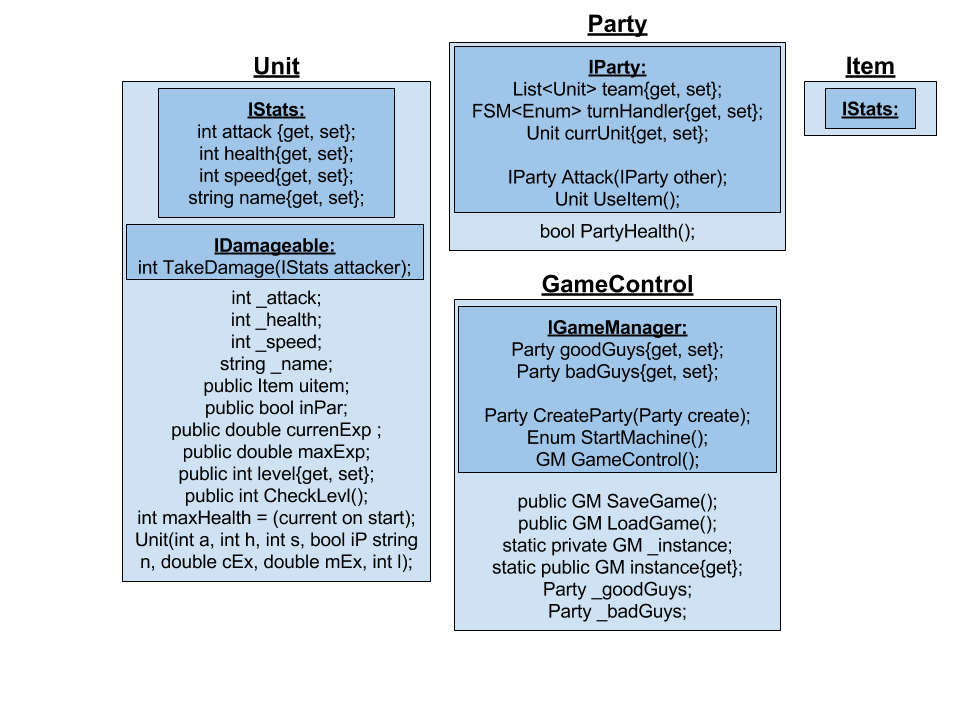 Unit
IStats:
int attack {get, set};
int health{get, set};
int speed{get, set};
string name{get, set};
IDamageable:
int TakeDamage(IStats attacker);
int _attack;
int _health;
int _speed;
string _name;
public Item uitem;
public bool inPar;
public double currenExp ;
public double maxExp;
public int level{get, set};
public int CheckLevl();
int maxHealth = (current on start);
Unit(int a, int h, int s, bool iP string
n, double cEx, double mEx, int l);
Party
IParty:
List<Unit> team{get, set};
FSM<Enum> turnHandler{get, set};
Unit currUnit{get, set};
IParty Attack(IParty other);
Unit UseItem();
bool PartyHealth();
GameControl
IGameManager:
Party goodGuys{get, set};
Party badGuys{get, set};
Party CreateParty(Party create);
Enum StartMachine();
GM GameControl();
public GM SaveGame();
public GM LoadGame();
static private GM _instance;
static public GM instance{get};
Party _goodGuys;
Party _badGuys;
Item
IStats: